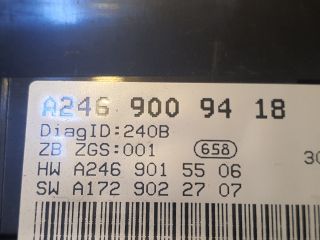 A246 900 94 18
DiagID:240B
ZB ZGS:001 658
30
HW A246 901 55 06
SW A172 902 27 07